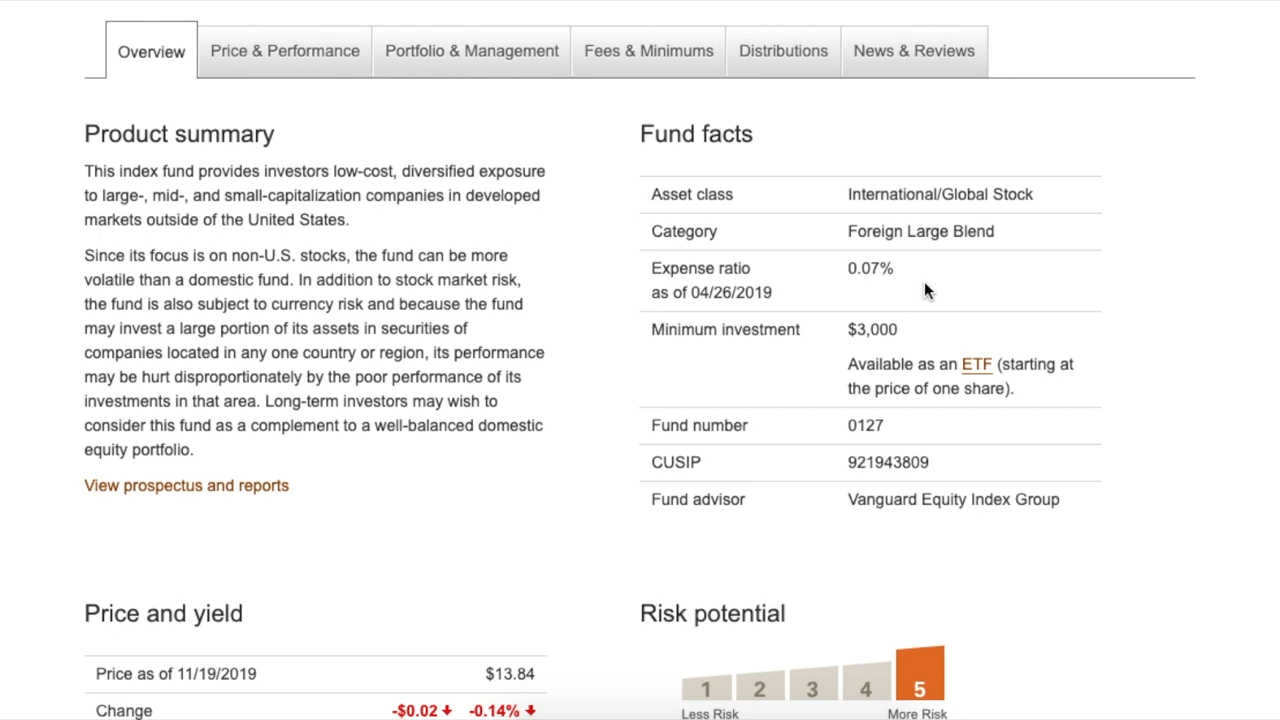 Overview
Price & Performance
Portfolio & Management
Fees & Minimums
Distributions
News & Reviews
Product summary
This index fund provides investors low-cost, diversified exposure
to large-, mid-, and small-capitalization companies in developed
markets outside of the United States.
Since its focus is on non-U.S. stocks, the fund can be more
volatile than a domestic fund. In addition to stock market risk,
the fund is also subject to currency risk and because the fund
may invest a large portion of its assets in securities of
companies located in any one country or region, its performance
may be hurt disproportionately by the poor performance of its
investments in that area. Long-term investors may wish to
consider this fund as a complement to a well-balanced domestic
equity portfolio.
View prospectus and reports
Fund facts
Asset class International/Global Stock
Category Foreign Large Blend
Expense ratio 0.07%
as of 04/26/2019
Minimum investment $3,000
Available as an ETF (starting at
the price of one share).
Fund number 0127
CUSIP 921943809
Fund advisor Vanguard Equity Index Group
Price and yield
Price as of 11/19/2019 $13.84
Change -$0.02 -0.14%
Risk potential
1 2 3 4 5
Less Risk More Risk